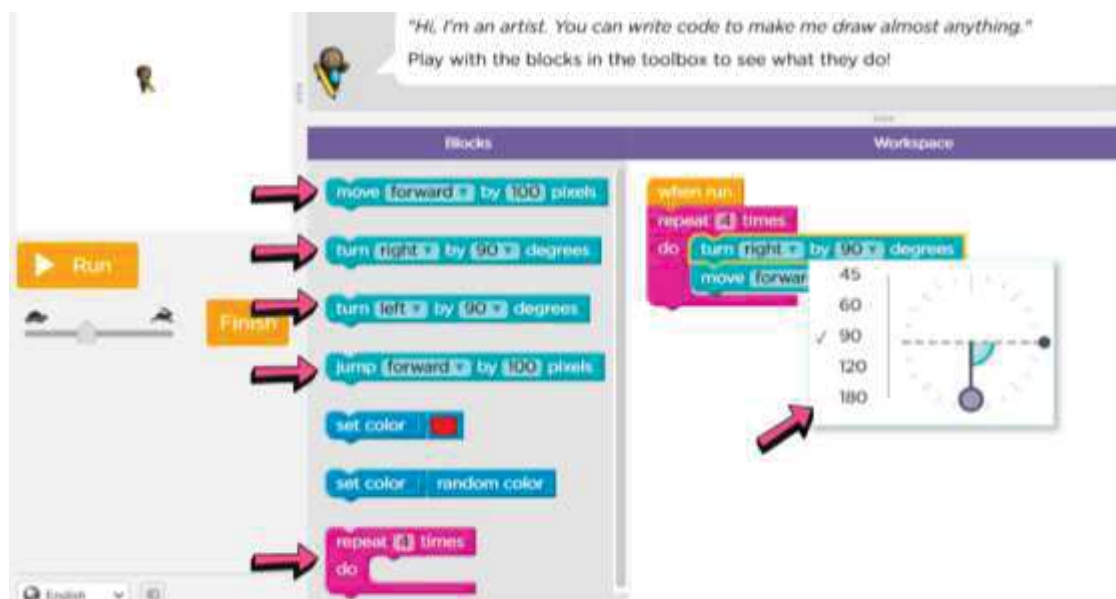 "Hi, I'm an artist. You can write code to make me draw almost anything."
Play with the blocks in the toolbox to see what they do!
Blocks
Workspace
move forward by 100 pixels
turn right by 90 degrees
turn left by 90 degrees
jump forward by 100 pixels
set color
set color random color
repeat 4 times
do
when run
repeat 4 times
do turn right by 90 degrees
move
45
60
90
120
180
Run
Finish
English